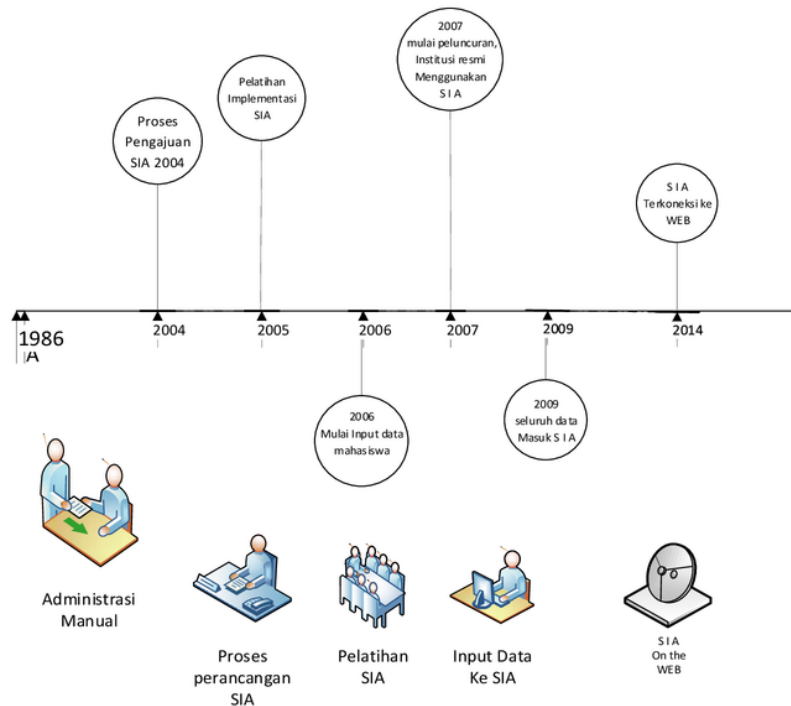 2007
mulai peluncuran,
Institusi resmi
Menggunakan
S I A
Pelatihan
Implementasi
SIA
Proses
Pengajuan
SIA 2004
S I A
Terkoneksi ke
WEB
1986
A
2004
2005
2006
2007
2009
2014
2006
Mulai Input data
mahasiswa
2009
seluruh data
Masuk S I A
Administrasi
Manual
Proses
perancangan
SIA
Pelatihan
SIA
Input Data
Ke SIA
S I A
On the
WEB